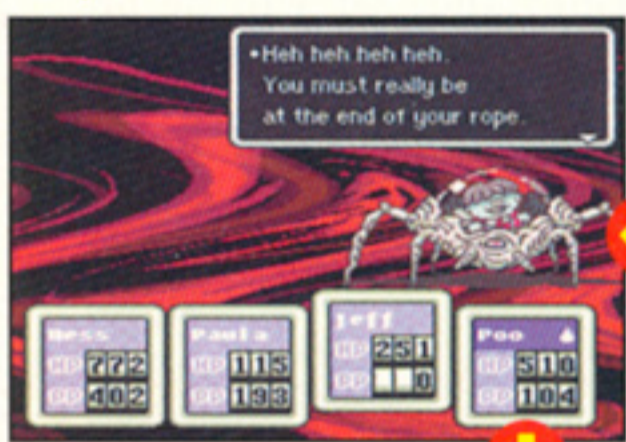 •Heh heh heh heh.
You must really be
at the end of your rope.
Ness
HP 772
PP 402
Paula
HP 115
PP 193
Jeff
HP 251
PP 0
Poo
HP 510
PP 104